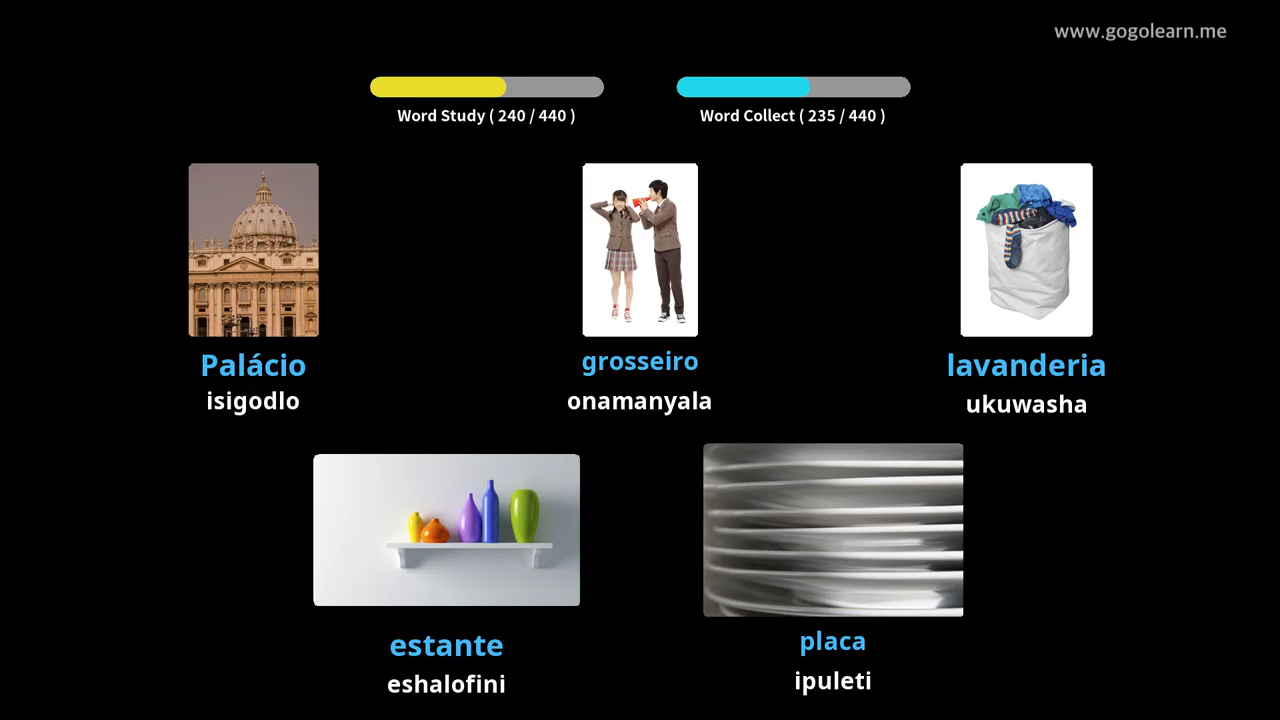 www.gogolearn.me
Word Study ( 240 / 440 )
Word Collect ( 235 / 440 )
Palácio
isigodlo
grosseiro
onamanyala
lavanderia
ukuwasha
estante
eshalofini
placa
ipuleti